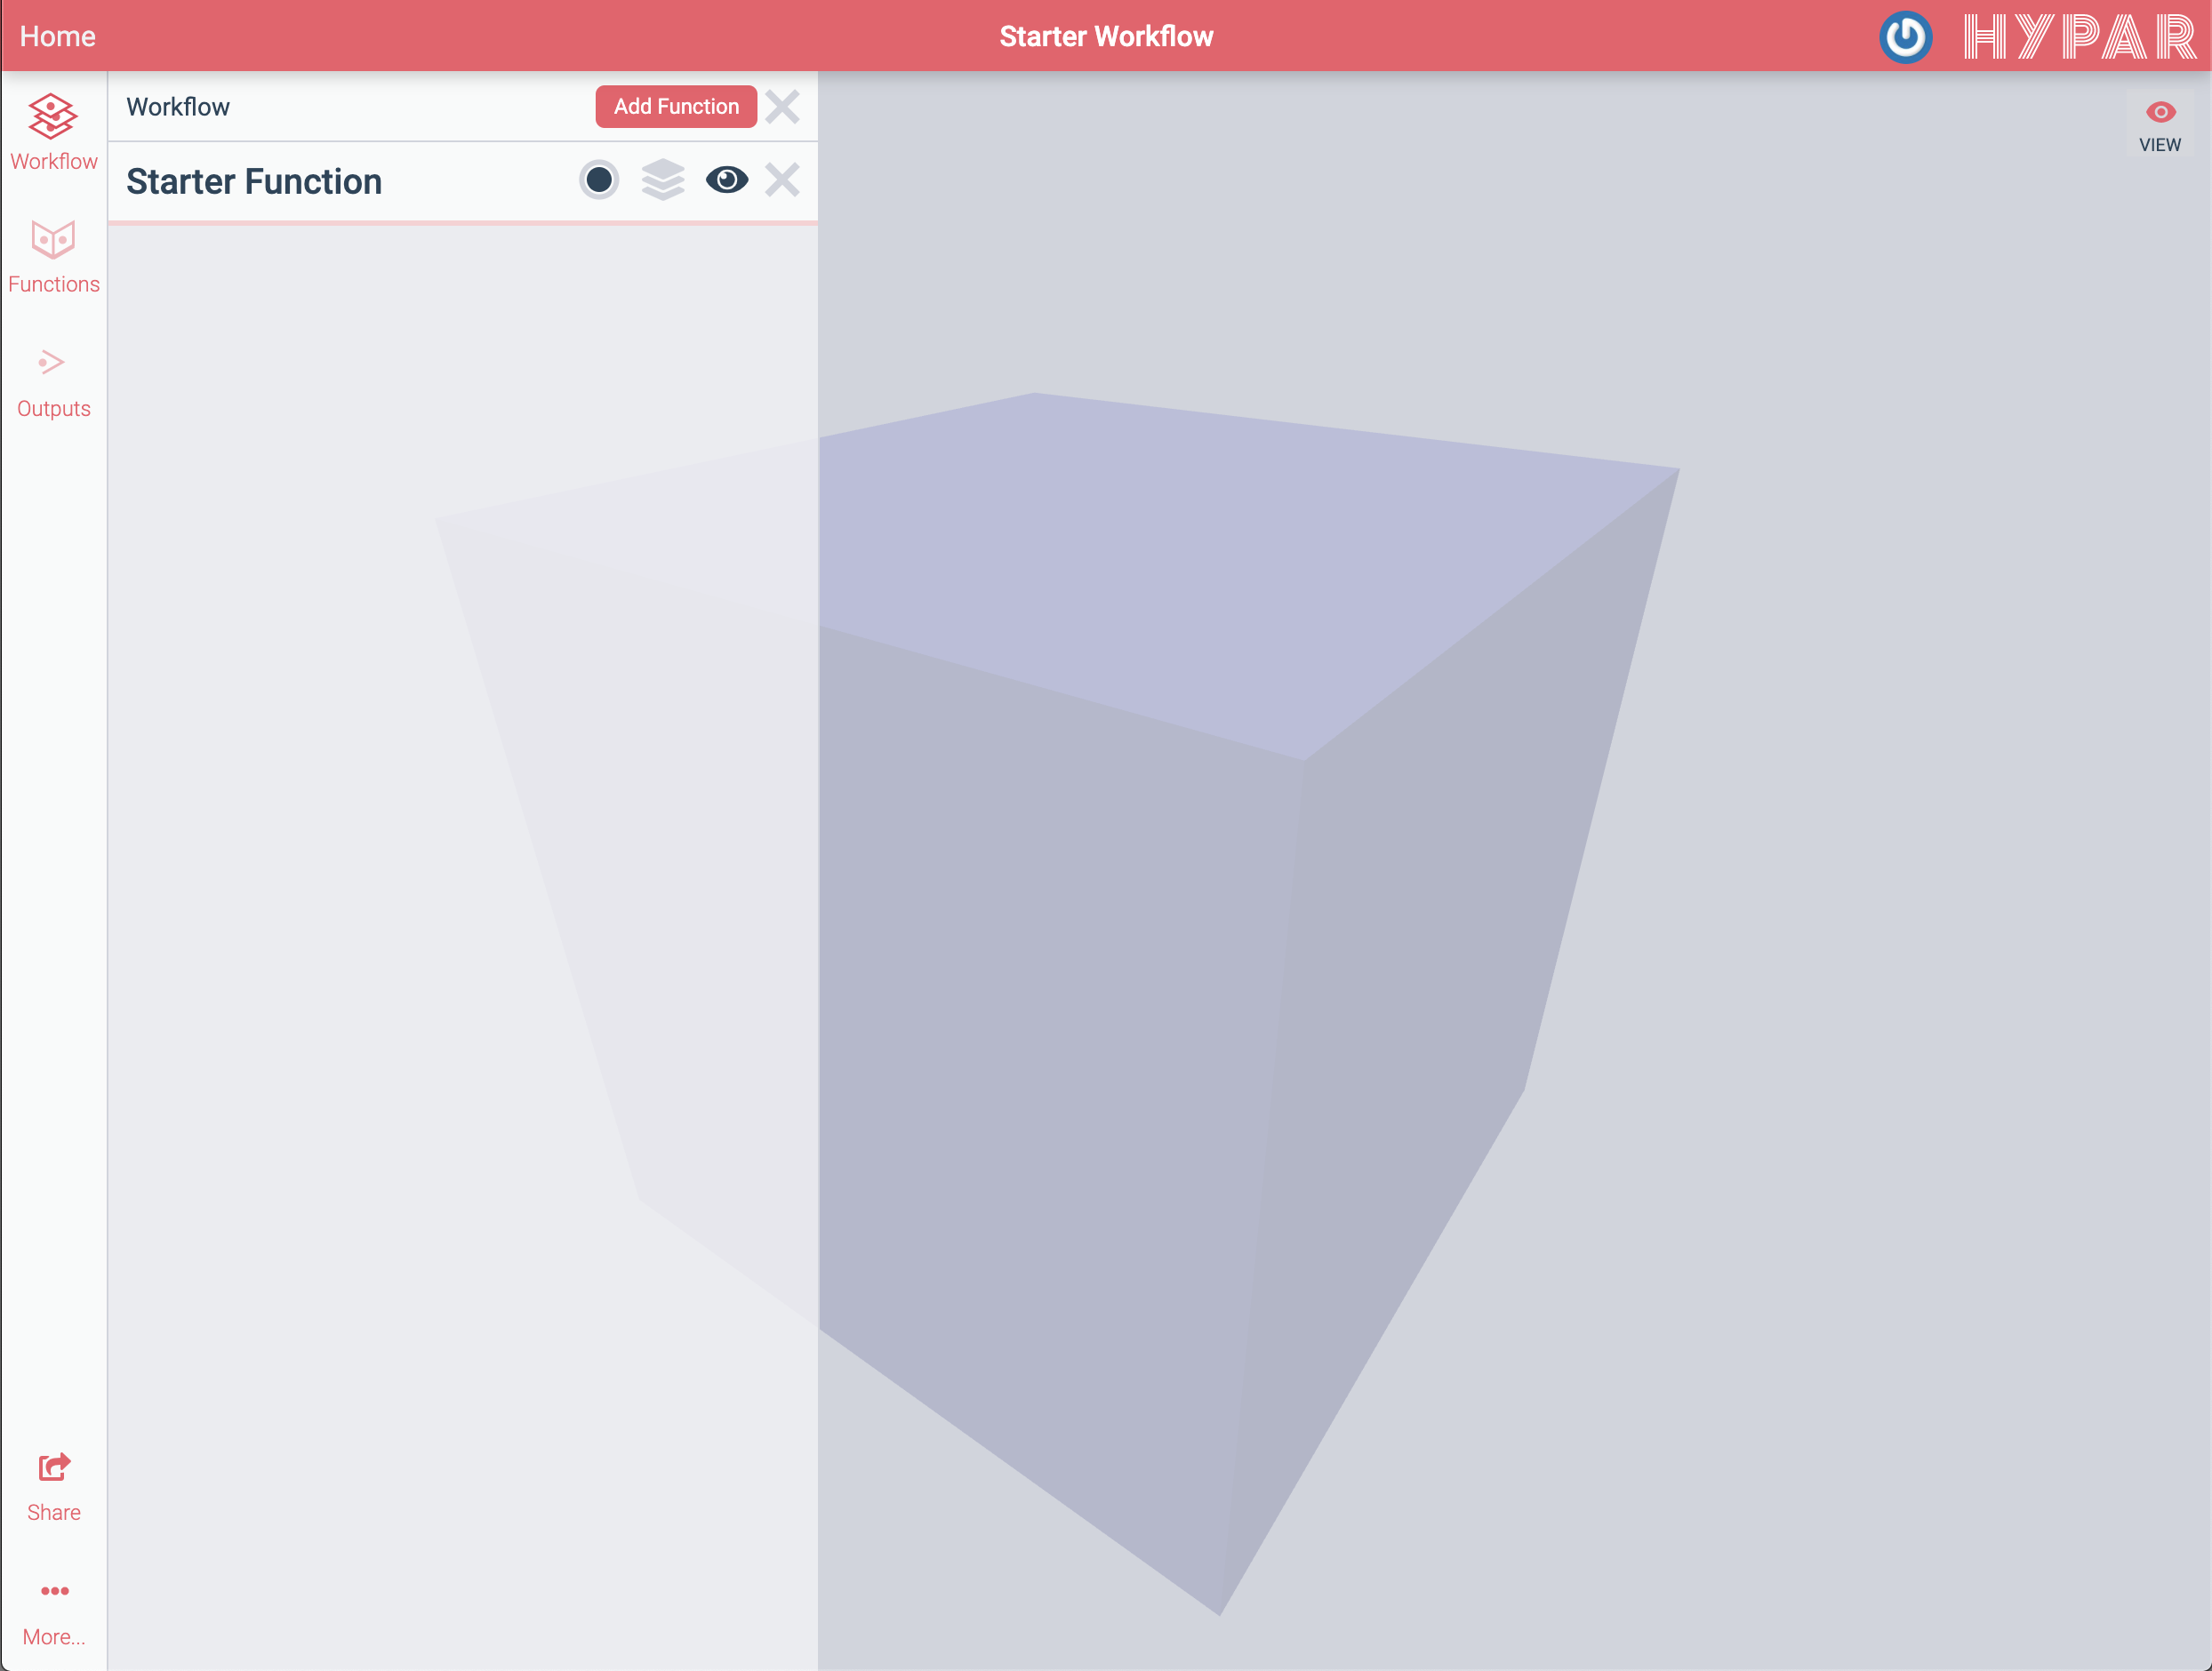 Home
Starter Workflow
HYPAR
Workflow
Add Function
VIEW
Workflow
Starter Function
Functions
Outputs
Share
More...